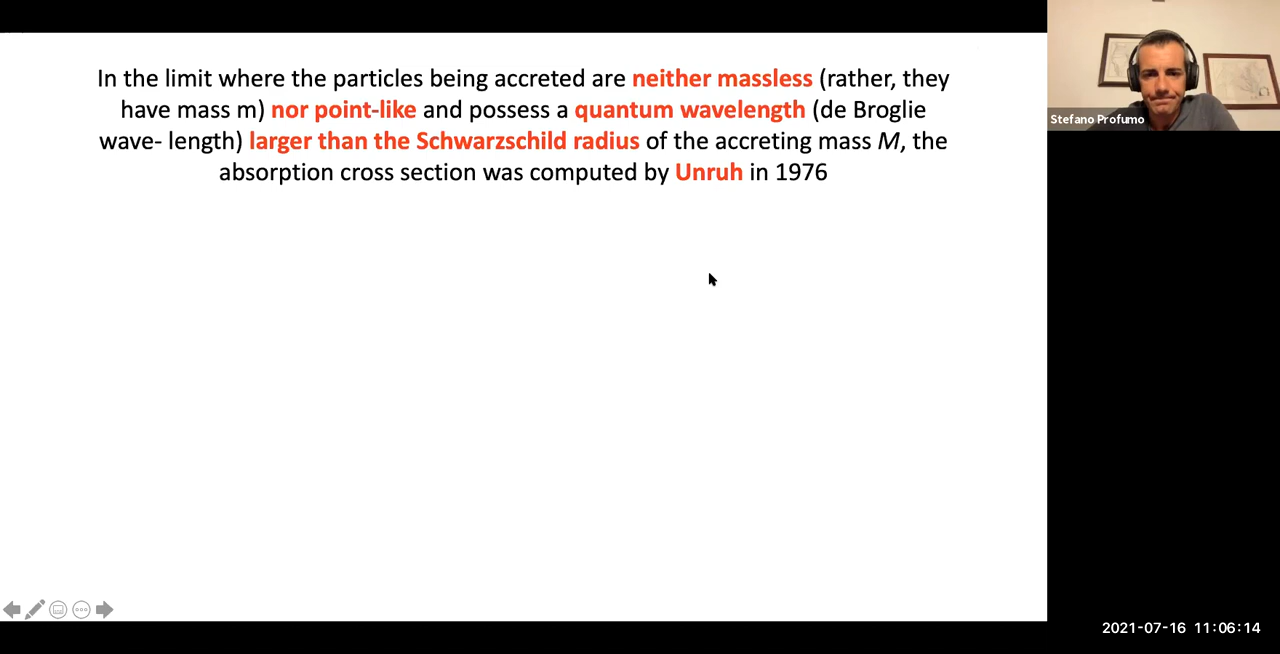 In the limit where the particles being accreted are neither massless (rather, they
have mass m) nor point-like and possess a quantum wavelength (de Broglie
wave- length) larger than the Schwarzschild radius of the accreting mass M, the
absorption cross section was computed by Unruh in 1976
Stefano Profumo
2021-07-16 11:06:14